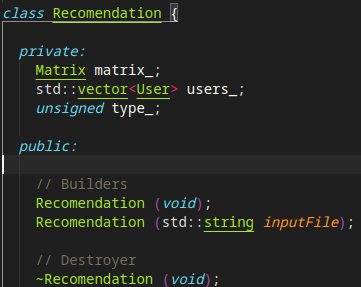 class Recomendation {
private:
Matrix matrix_;
std::vector<User> users_;
unsigned type_;
public:
// Builders
Recomendation (void);
Recomendation (std::string inputFile);
// Destroyer
~Recomendation (void);